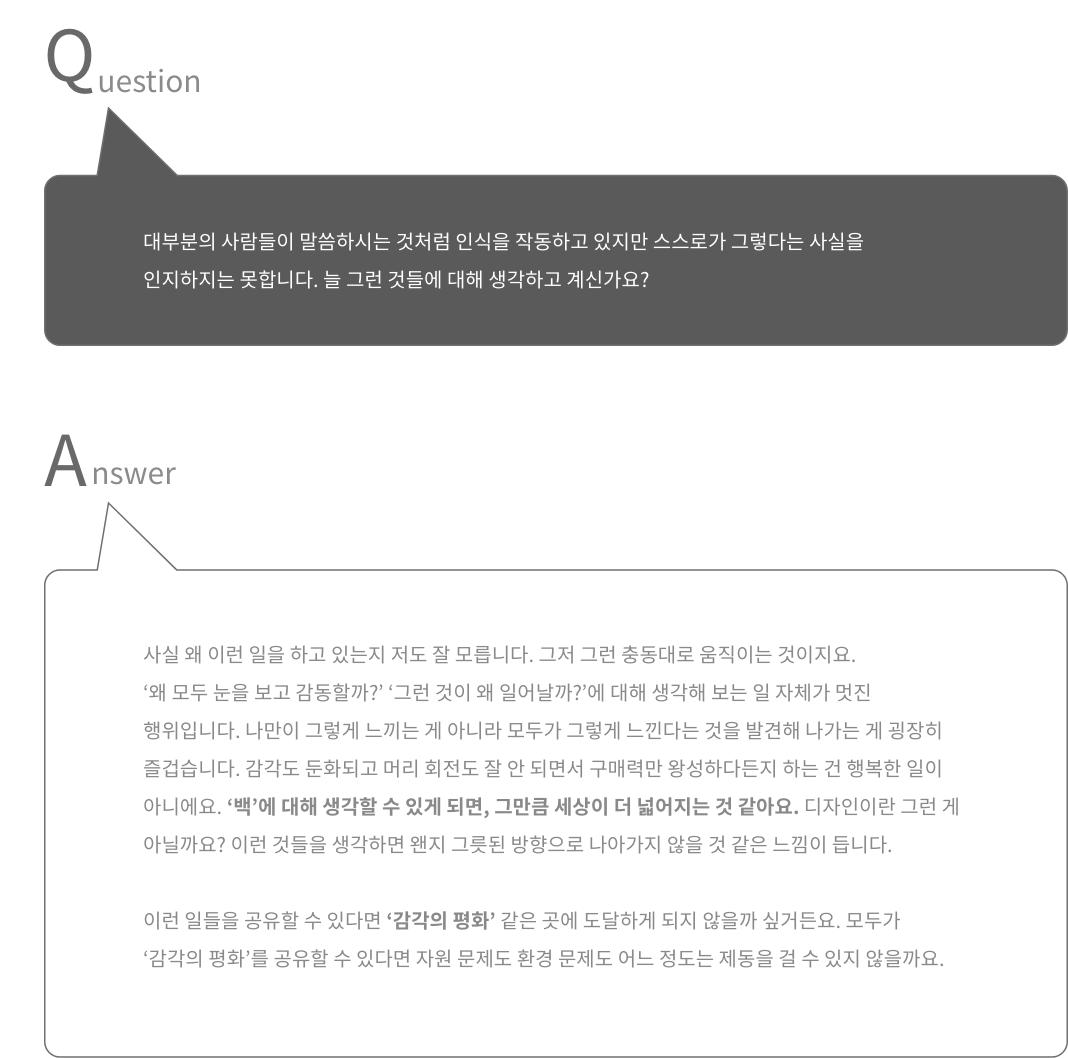 Question
대부분의 사람들이 말씀하시는 것처럼 인식을 작동하고 있지만 스스로가 그렇다는 사실을
인지하지는 못합니다. 늘 그런 것들에 대해 생각하고 계신가요?
Answer
사실 왜 이런 일을 하고 있는지 저도 잘 모릅니다. 그저 그런 충동대로 움직이는 것이지요.
‘왜 모두 눈을 보고 감동할까?’ ‘그런 것이 왜 일어날까?’에 대해 생각해 보는 일 자체가 멋진
행위입니다. 나만이 그렇게 느끼는 게 아니라 모두가 그렇게 느낀다는 것을 발견해 나가는 게 굉장히
즐겁습니다. 감각도 둔화되고 머리 회전도 잘 안 되면서 구매력만 왕성하다든지 하는 건 행복한 일이
아니에요. ‘백’에 대해 생각할 수 있게 되면, 그만큼 세상이 더 넓어지는 것 같아요. 디자인이란 그런 게
아닐까요? 이런 것들을 생각하면 왠지 그릇된 방향으로 나아가지 않을 것 같은 느낌이 듭니다.
이런 일들을 공유할 수 있다면 ‘감각의 평화’ 같은 곳에 도달하게 되지 않을까 싶거든요. 모두가
‘감각의 평화’를 공유할 수 있다면 자원 문제도 환경 문제도 어느 정도는 제동을 걸 수 있지 않을까요.